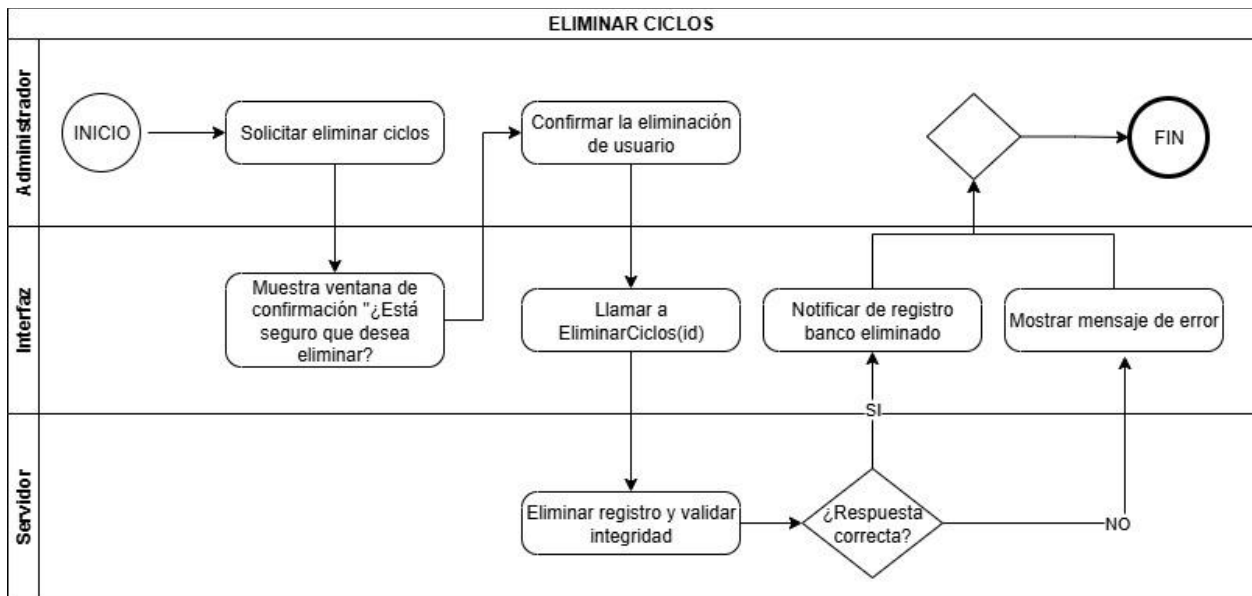 ELIMINAR CICLOS
Administrador
INICIO
Solicitar eliminar ciclos
Confirmar la eliminación
de usuario
FIN
Interfaz
Muestra ventana de
confirmación "¿Está
seguro que desea
eliminar?
Llamar a
EliminarCiclos(id)
Notificar de registro
banco eliminado
Mostrar mensaje de error
SI
Servidor
Eliminar registro y validar
integridad
¿Respuesta
correcta?
NO